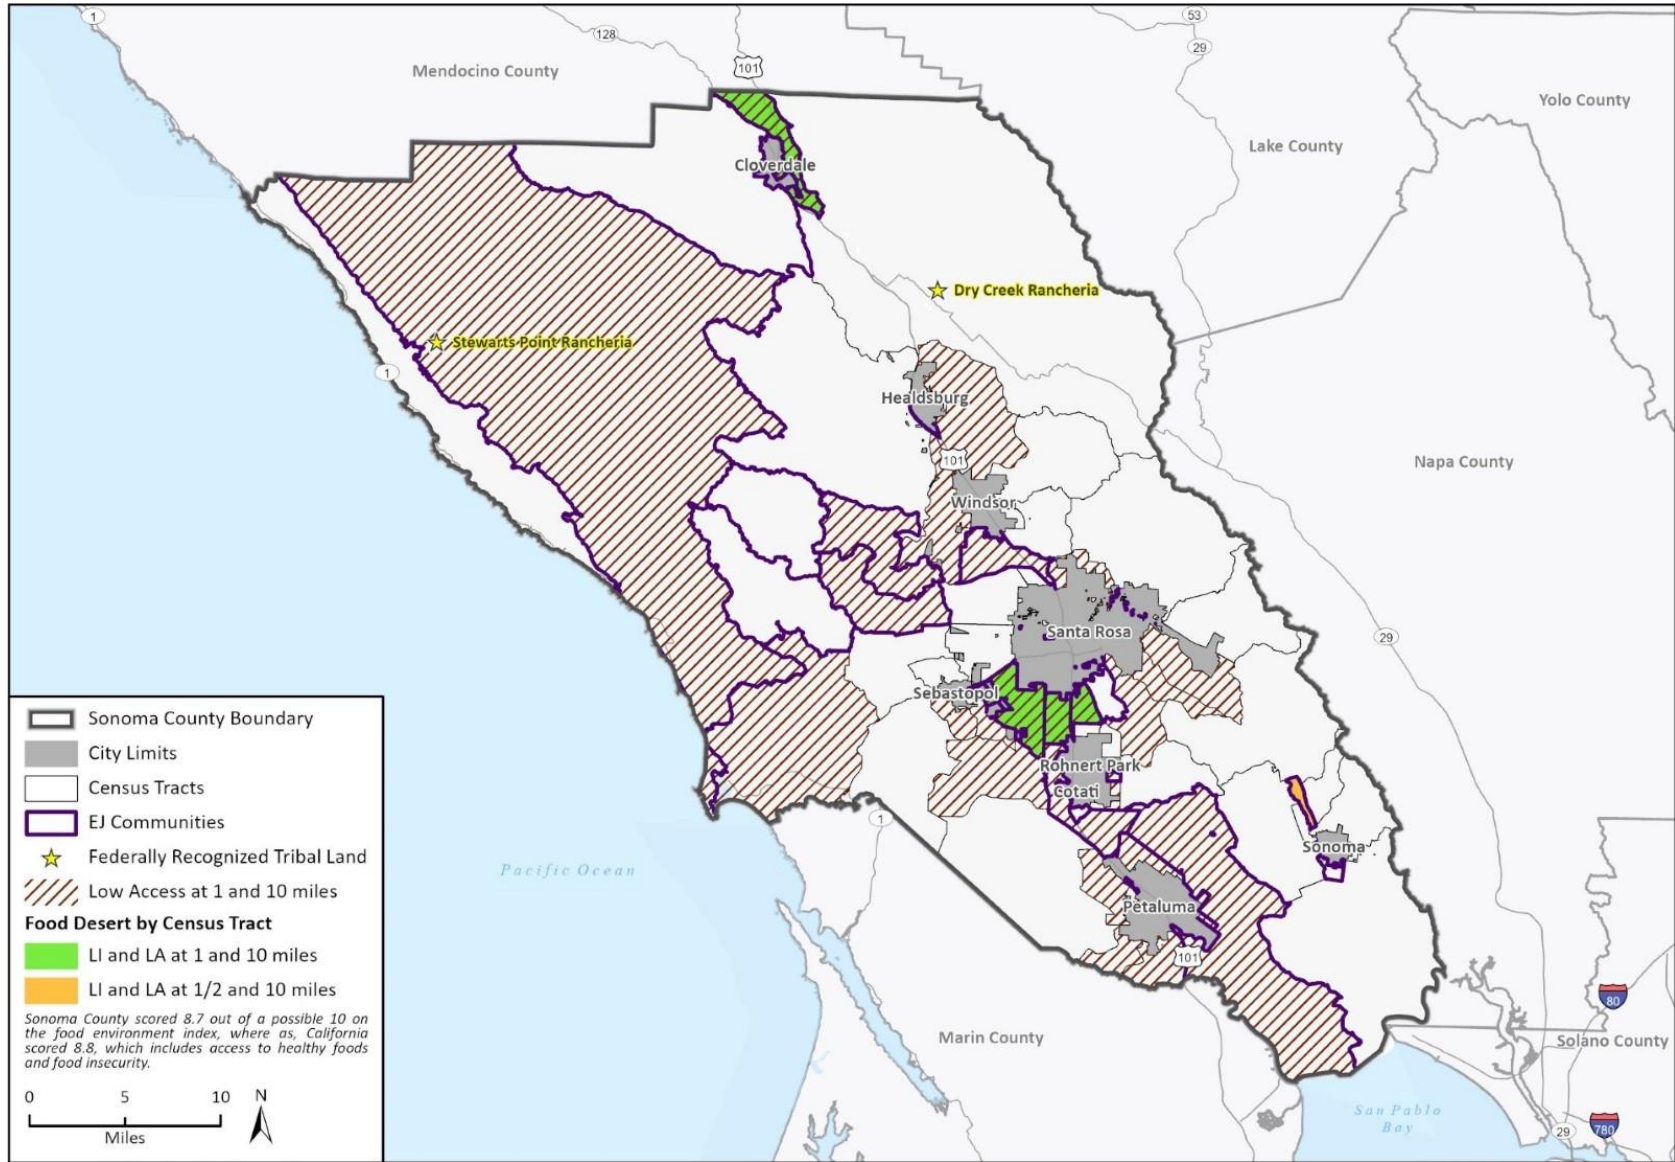 1
53
128
29
101
Mendocino County
Yolo County
Lake County
Cloverdale
Dry Creek Rancheria
Stewarts Point Rancheria
1
Healdsburg
101
Napa County
Windsor
Santa Rosa
29
Sebastopol
Rohnert Park
Cotati
Sonoma
1
Pacific Ocean
Petaluma
101
80
Marin County
Solano County
San Pablo
Bay
29
780
Sonoma County Boundary
City Limits
Census Tracts
EJ Communities
Federally Recognized Tribal Land
Low Access at 1 and 10 miles
Food Desert by Census Tract
LI and LA at 1 and 10 miles
LI and LA at 1/2 and 10 miles
Sonoma County scored 8.7 out of a possible 10 on
the food environment index, where as, California
scored 8.8, which includes access to healthy foods
and food insecurity.
0 5 10
Miles
N